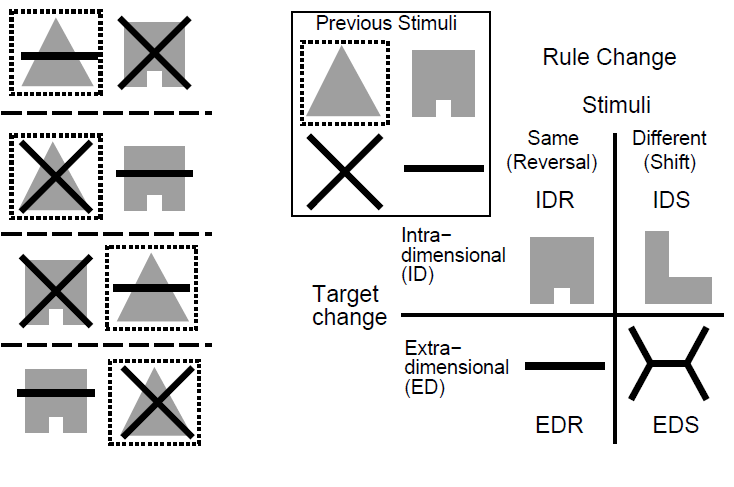 Previous Stimuli
Rule Change
Stimuli
Same
(Reversal)
Different
(Shift)
IDR
IDS
Intra-
dimensional
(ID)
Target
change
Extra-
dimensional
(ED)
EDR
EDS